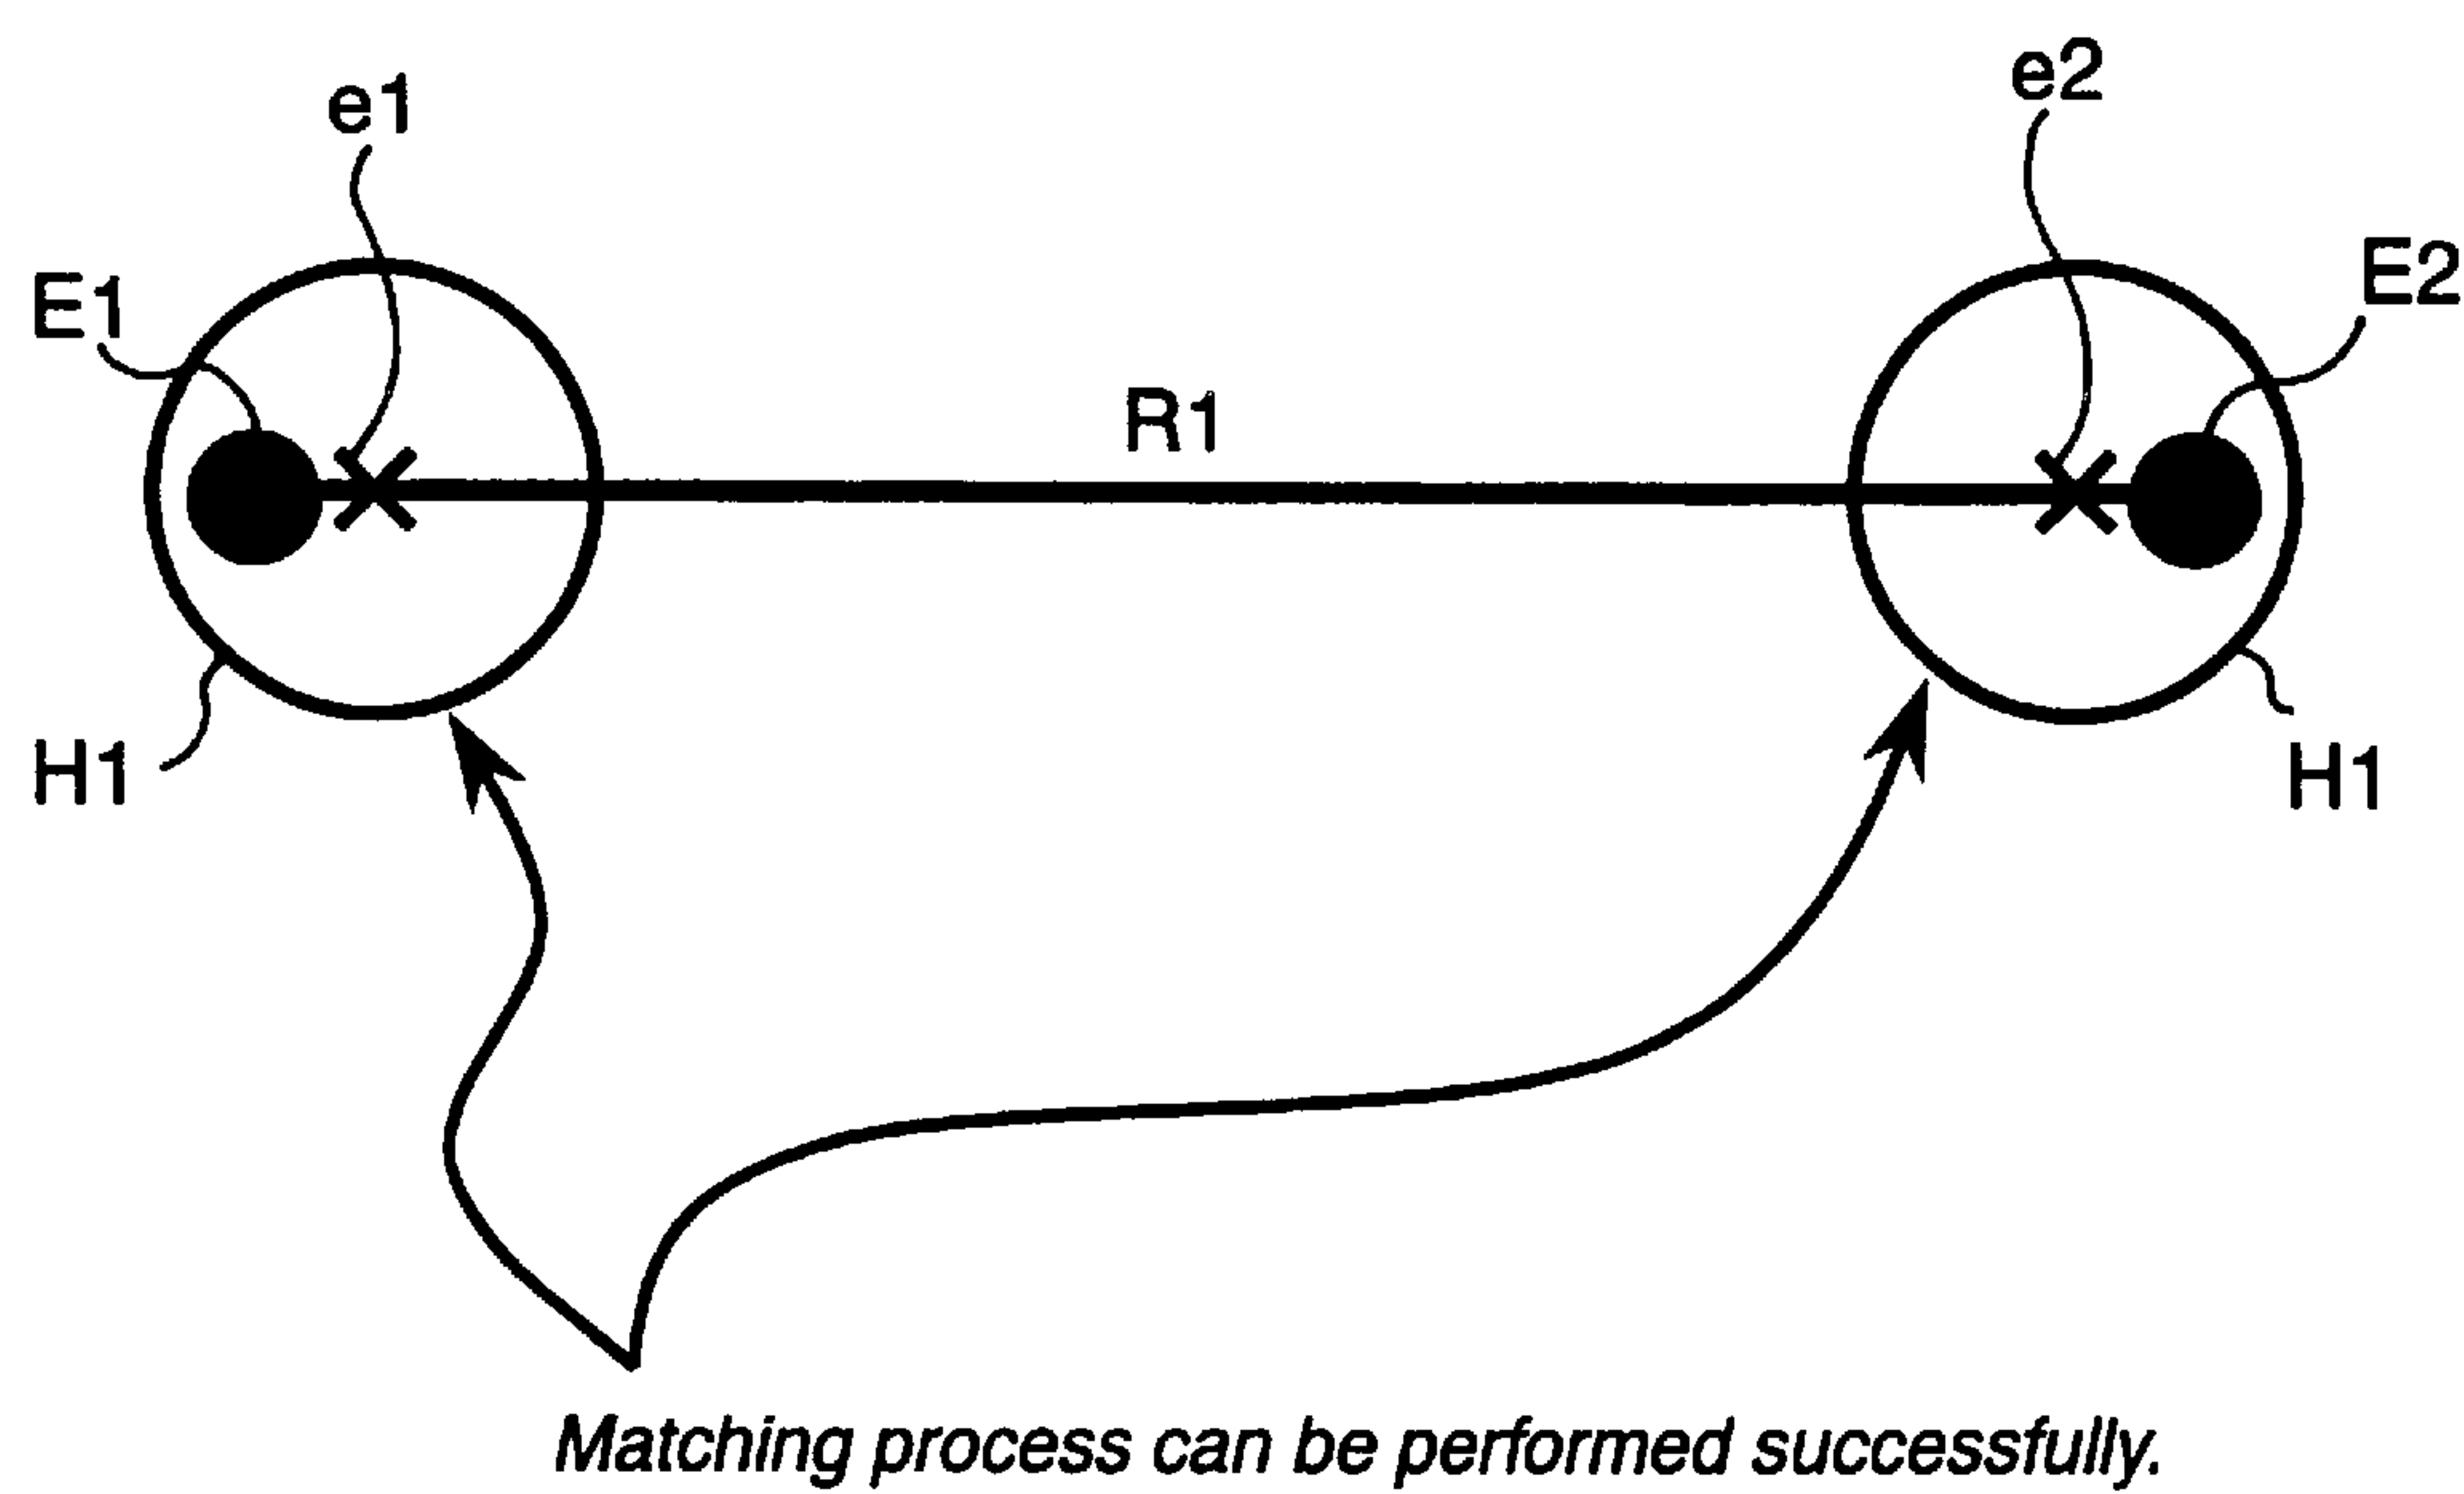 e1
e2
E1
E2
R1
H1
H1
Matching process can be performed successfully.